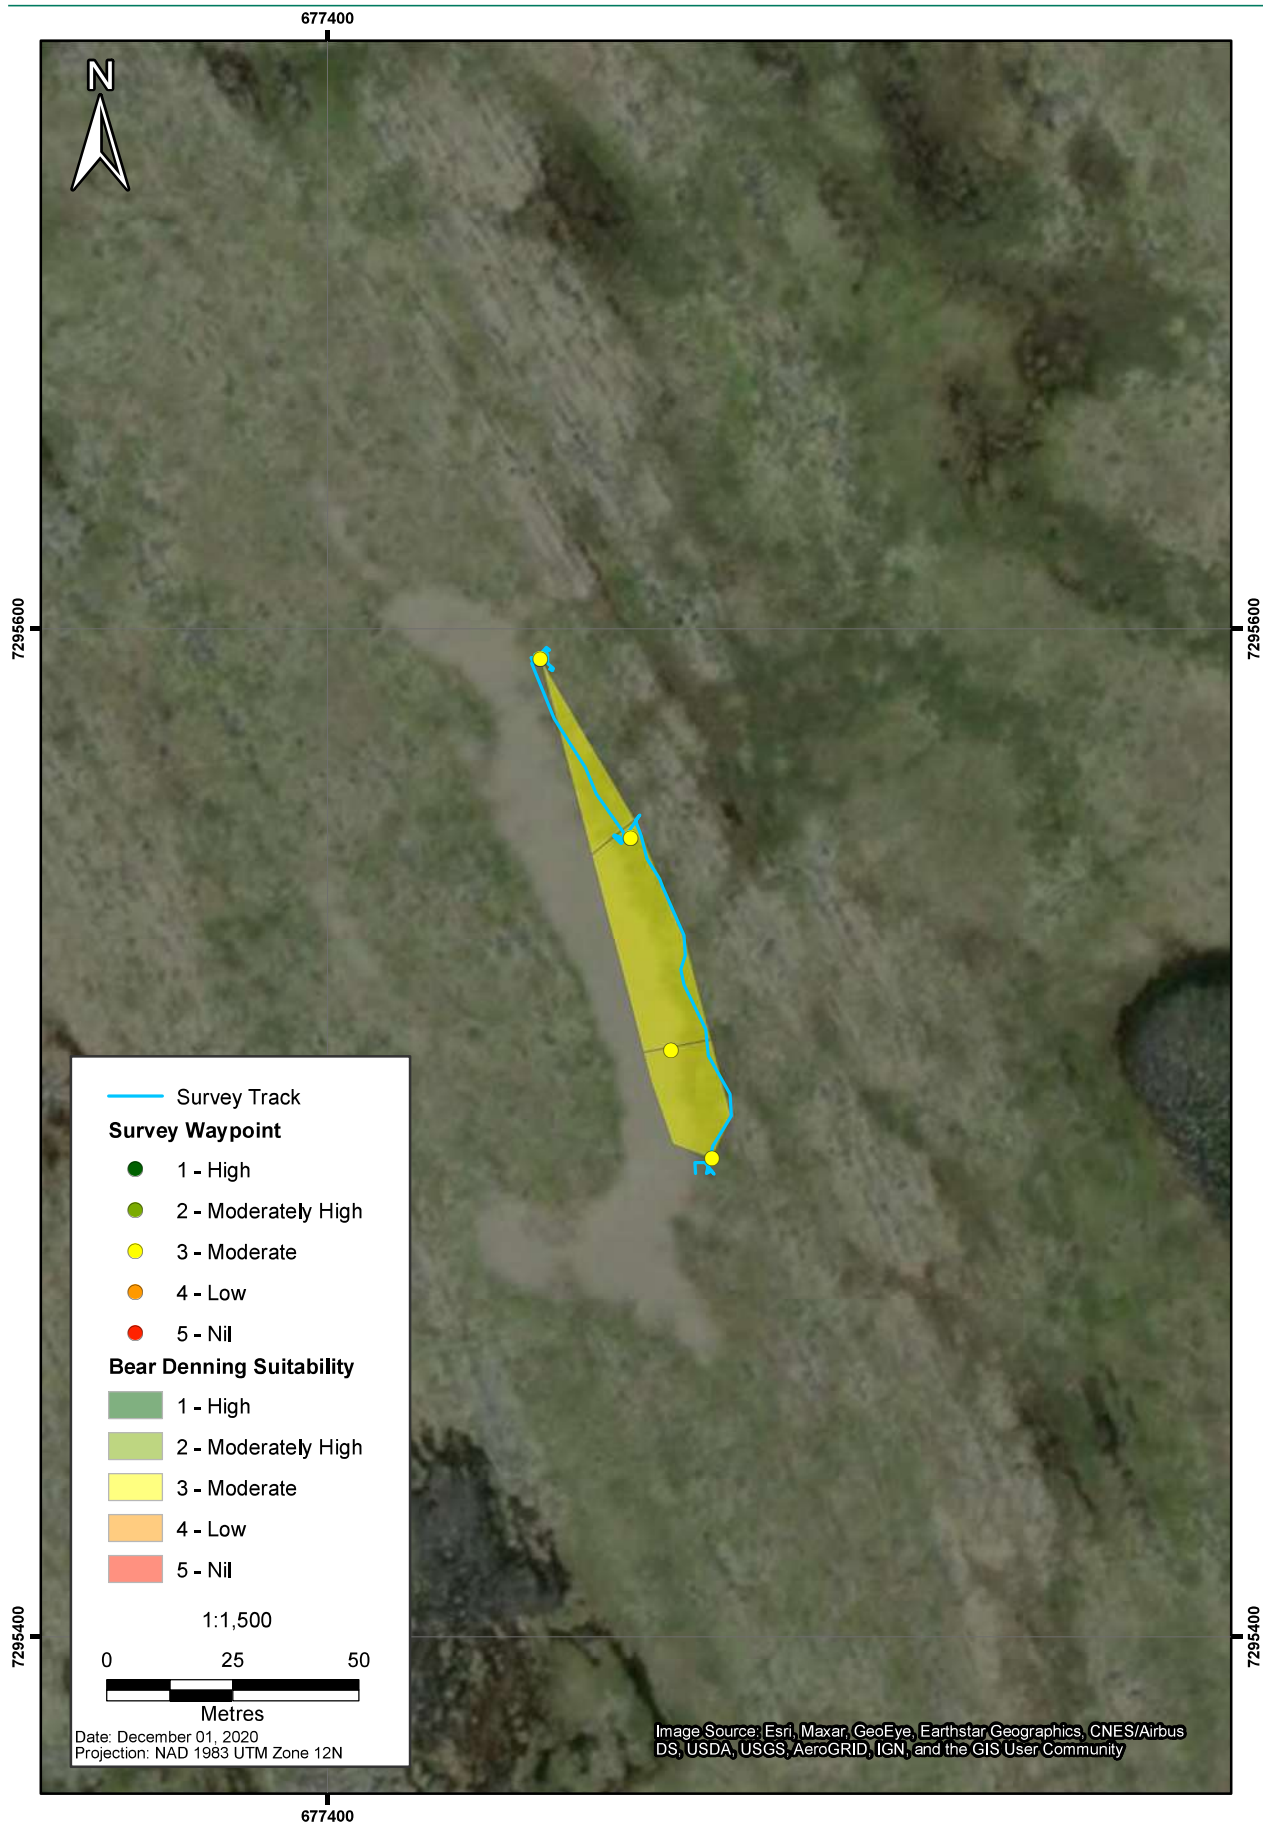 677400
N
7295600
7295600
Survey Track
Survey Waypoint
1 - High
2 - Moderately High
3 - Moderate
4 - Low
5 - Nil
Bear Denning Suitability
1 - High
2 - Moderately High
3 - Moderate
4 - Low
5 - Nil
1:1,500
0 25 50
Metres
Date: December 01, 2020
Projection: NAD 1983 UTM Zone 12N
7295400
7295400
Image Source: Esri, Maxar, GeoEye, Earthstar Geographics, CNES/Airbus
DS, USDA, USGS, AeroGRID, IGN, and the GIS User Community
677400